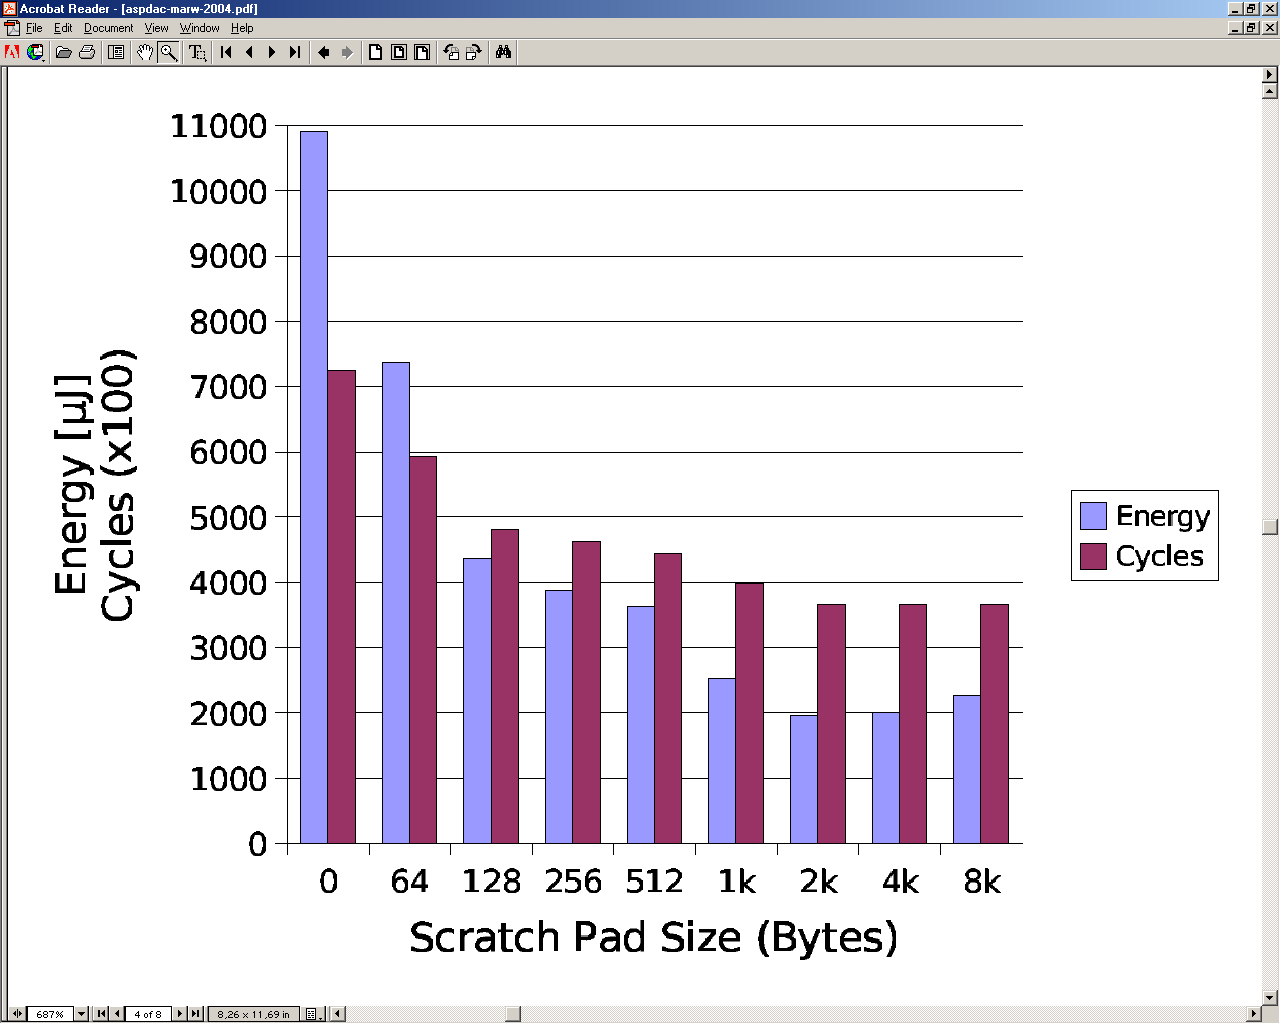 Acrobat Reader - [aspdac-marw-2004.pdf]
File Edit Document View Window Help
11000
10000
9000
8000
7000
6000
5000
4000
3000
2000
1000
0
Energy [µJ]
Cycles (x100)
0 64 128 256 512 1k 2k 4k 8k
Scratch Pad Size (Bytes)
Energy
Cycles
687% 4 of 8 8,26 x 11,69 in